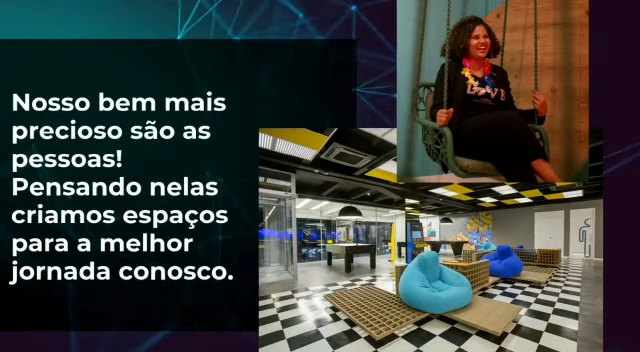 Nosso bem mais
precioso são as
pessoas!
Pensando nelas
criamos espaços
para a melhor
jornada conosco.